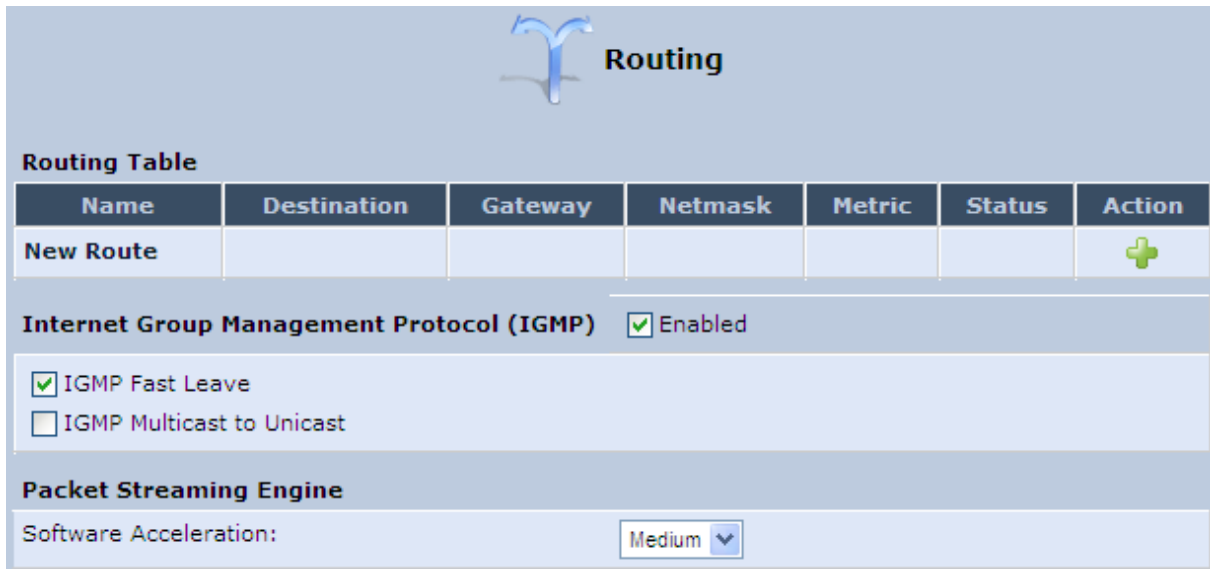 Routing
Routing Table
Name Destination Gateway Netmask Metric Status Action
New Route
Internet Group Management Protocol (IGMP) Enabled
IGMP Fast Leave
IGMP Multicast to Unicast
Packet Streaming Engine
Software Acceleration: Medium